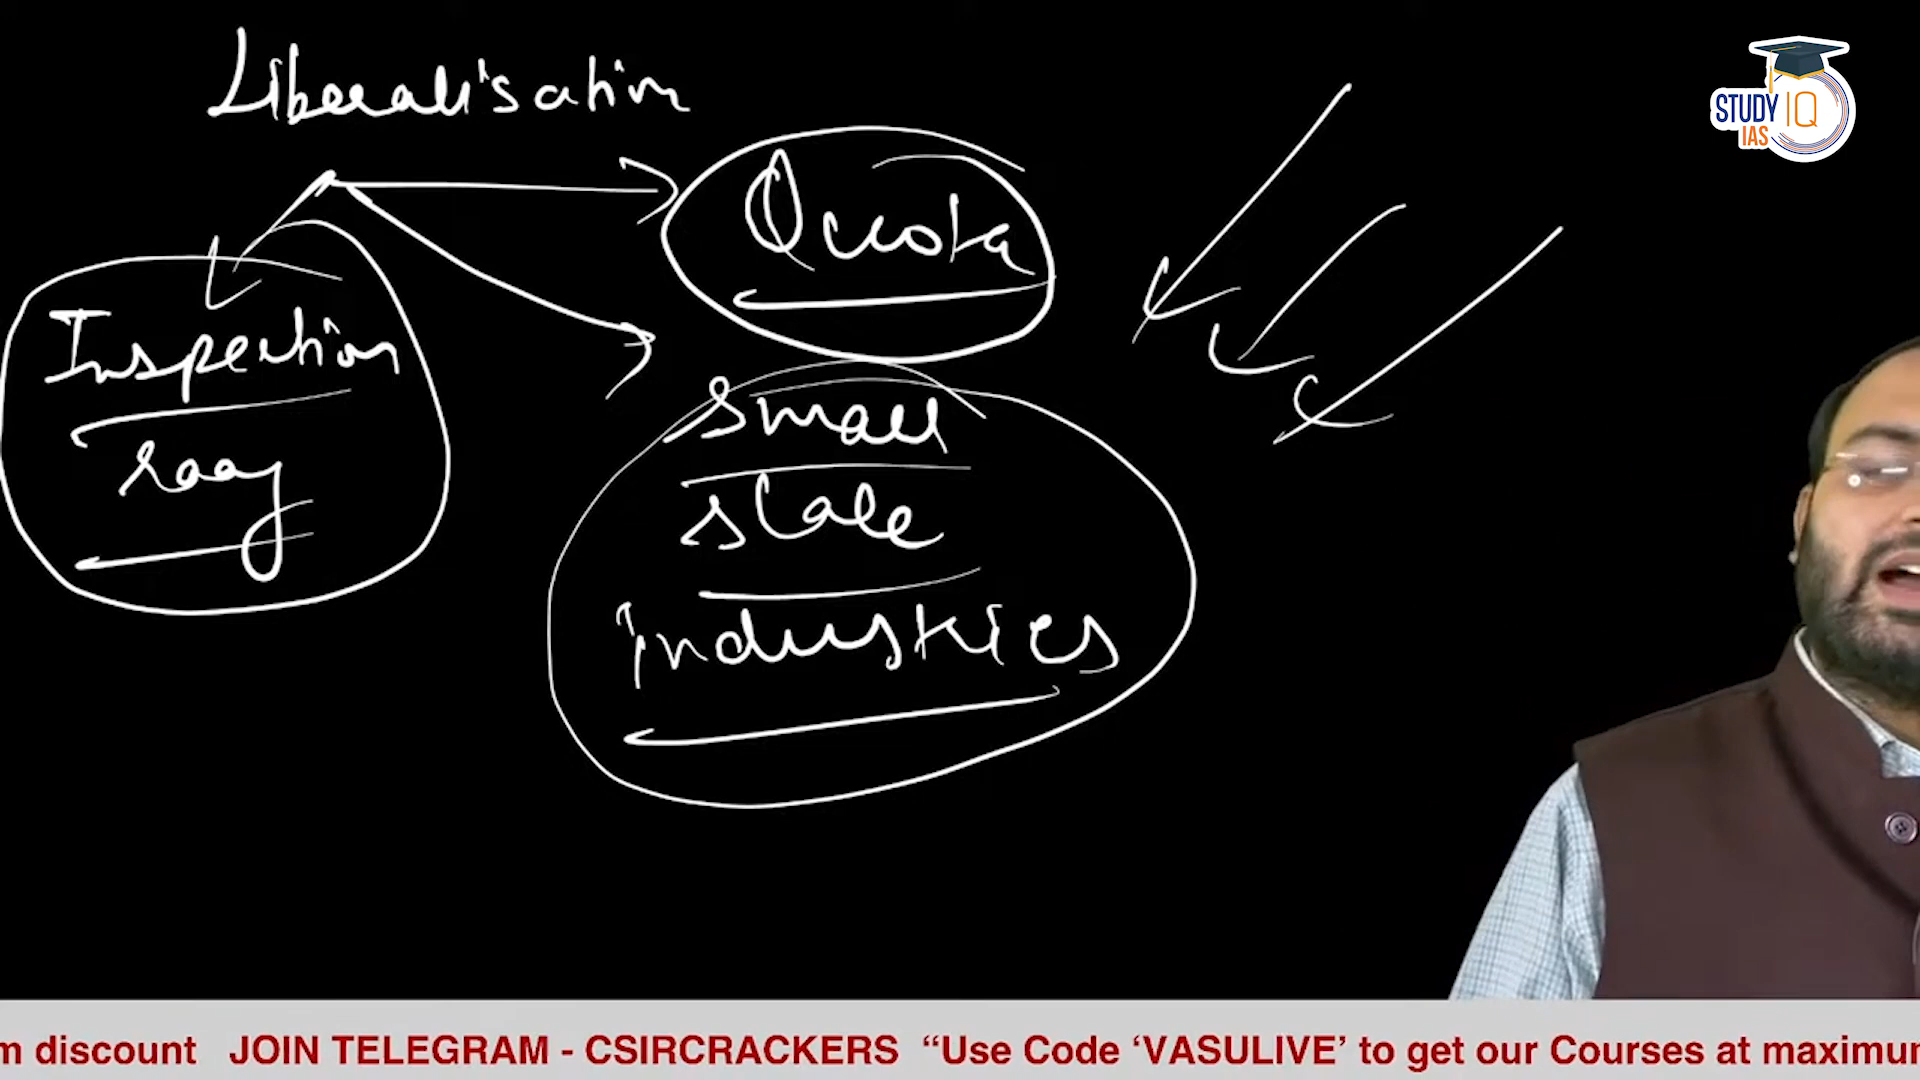 Liberalisation
Quota
Inspection
raaj
small
scale
industries
STUDY IQ
IAS
m discount JOIN TELEGRAM - CSIRCRACKERS “Use Code ‘VASULIVE’ to get our Courses at maximum